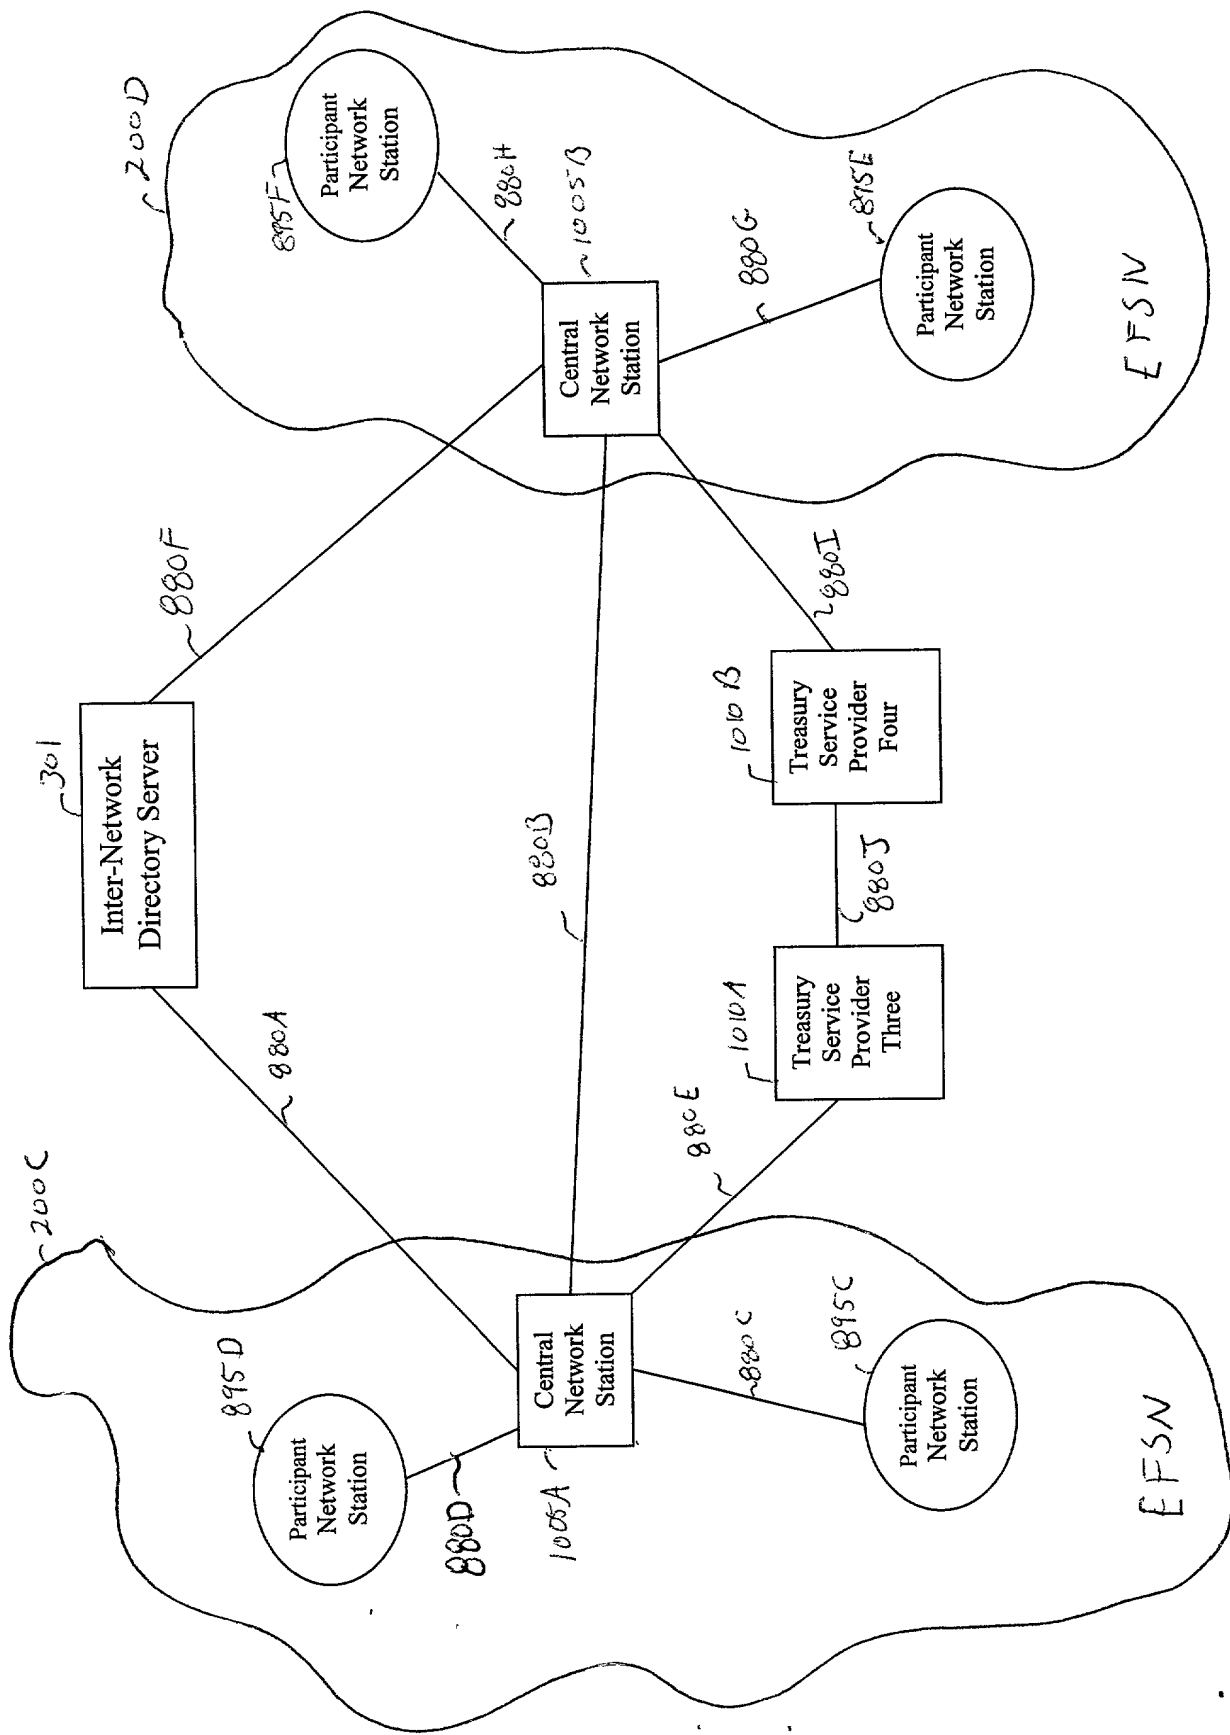 200C
895D
Participant
Network
Station
880D
1005A
Central
Network
Station
880C
895C
Participant
Network
Station
EFSN
880A
301
Inter-Network
Directory Server
880F
880B
880E
1010A
Treasury
Service
Provider
Three
880J
1010B
Treasury
Service
Provider
Four
880I
200D
895F
Participant
Network
Station
880H
1005B
Central
Network
Station
880G
895E
Participant
Network
Station
EFSN